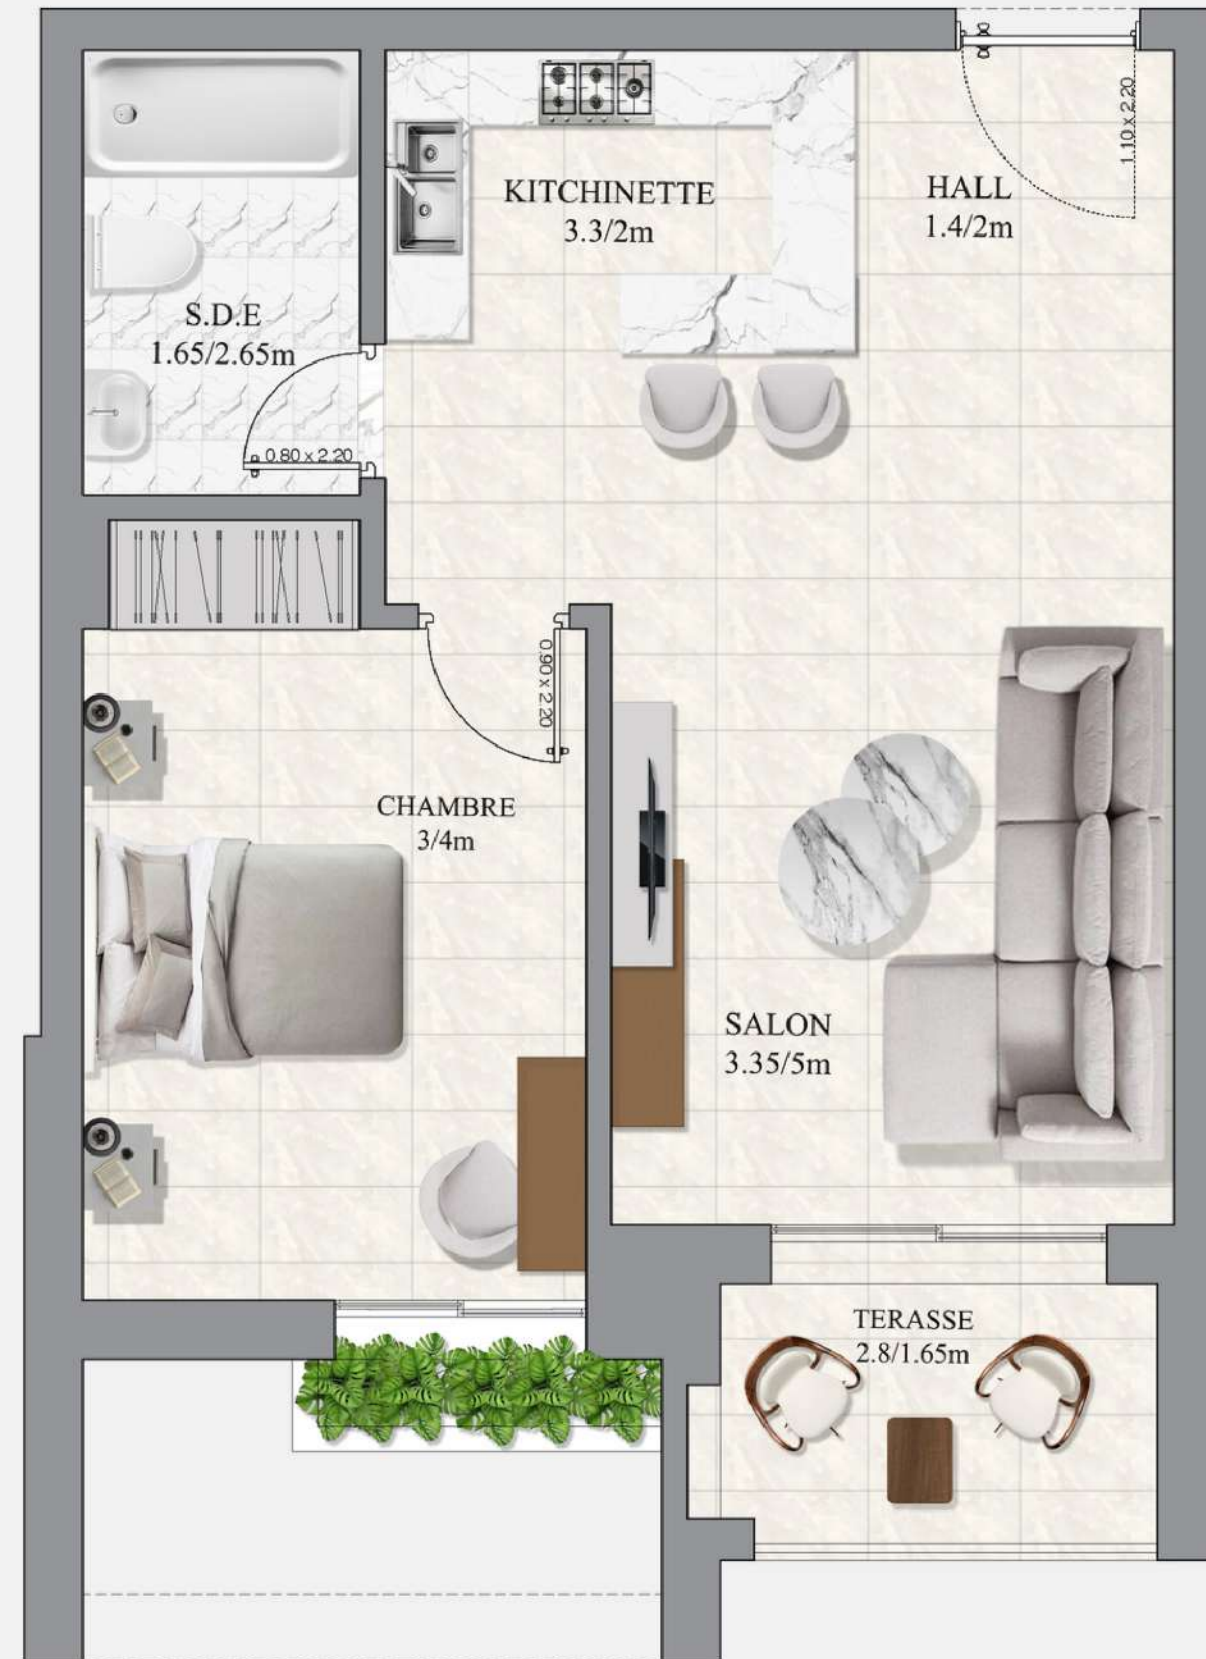 1.10 x 2.20
KITCHINETTE
3.3/2m
HALL
1.4/2m
S.D.E
1.65/2.65m
0.80 x 2.20
0.90 x 2.20
CHAMBRE
3/4m
SALON
3.35/5m
TERASSE
2.8/1.65m